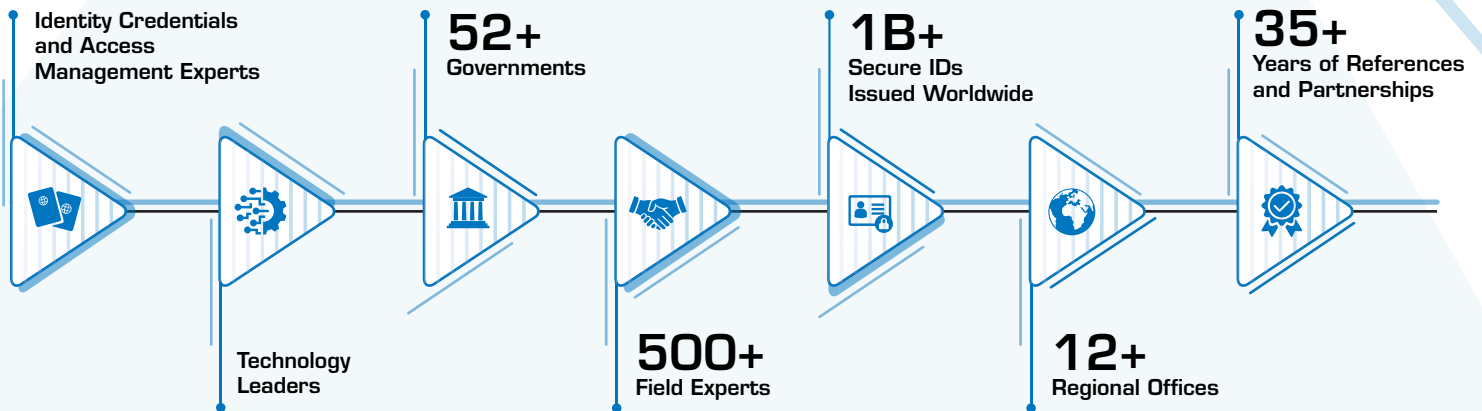 Identity Credentials
and Access
Management Experts
Technology
Leaders
52+
Governments
500+
Field Experts
1B+
Secure IDs
Issued Worldwide
12+
Regional Offices
35+
Years of References
and Partnerships